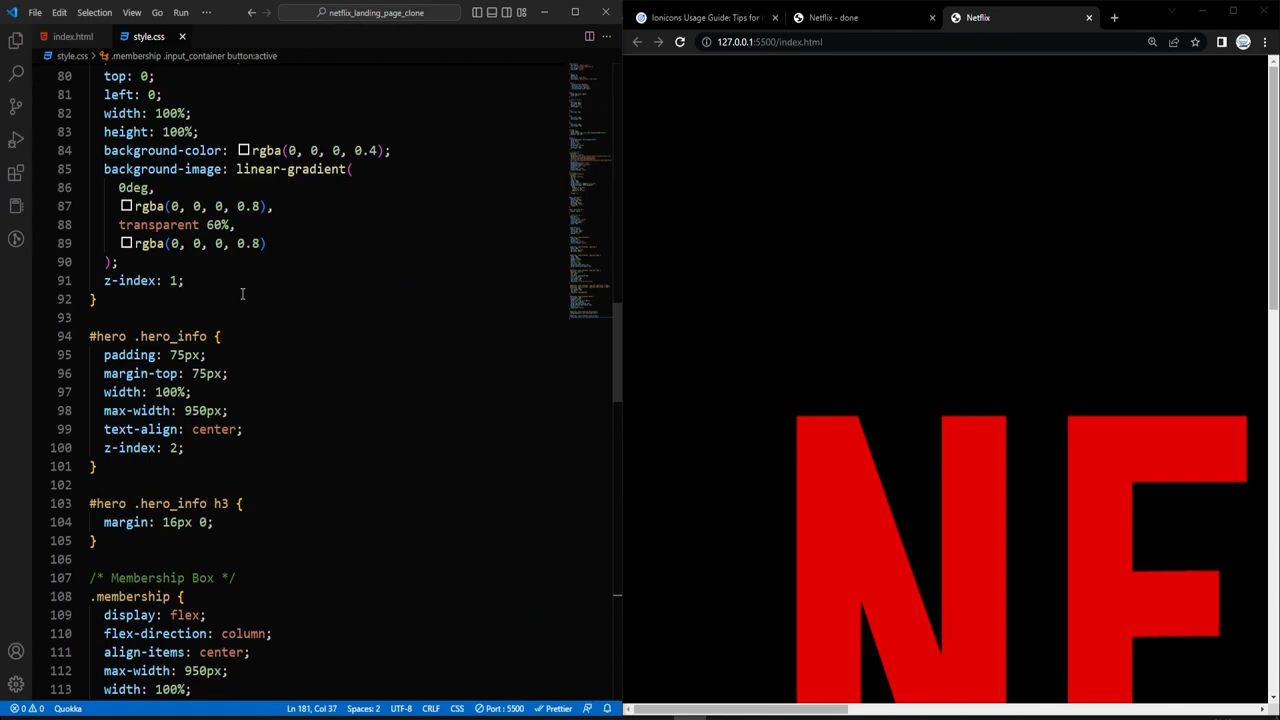 File Edit Selection View Go Run ···
netflix_landing_page_clone
index.html
style.css
style.css > .membership .input_container button:active
80 top: 0;
81 left: 0;
82 width: 100%;
83 height: 100%;
84 background-color: rgba(0, 0, 0, 0.4);
85 background-image: linear-gradient(
86 0deg,
87 rgba(0, 0, 0, 0.8),
88 transparent 60%,
89 rgba(0, 0, 0, 0.8)
90 );
91 z-index: 1;
92 }
93
94 #hero .hero_info {
95 padding: 75px;
96 margin-top: 75px;
97 width: 100%;
98 max-width: 950px;
99 text-align: center;
100 z-index: 2;
101 }
102
103 #hero .hero_info h3 {
104 margin: 16px 0;
105 }
106
107 /* Membership Box */
108 .membership {
109 display: flex;
110 flex-direction: column;
111 align-items: center;
112 max-width: 950px;
113 width: 100%;
0 0 Quokka Ln 181, Col 37 Spaces: 2 UTF-8 CRLF CSS Port : 5500 Prettier
Ionicons Usage Guide: Tips for i
Netflix - done
Netflix
127.0.0.1:5500/index.html
NE